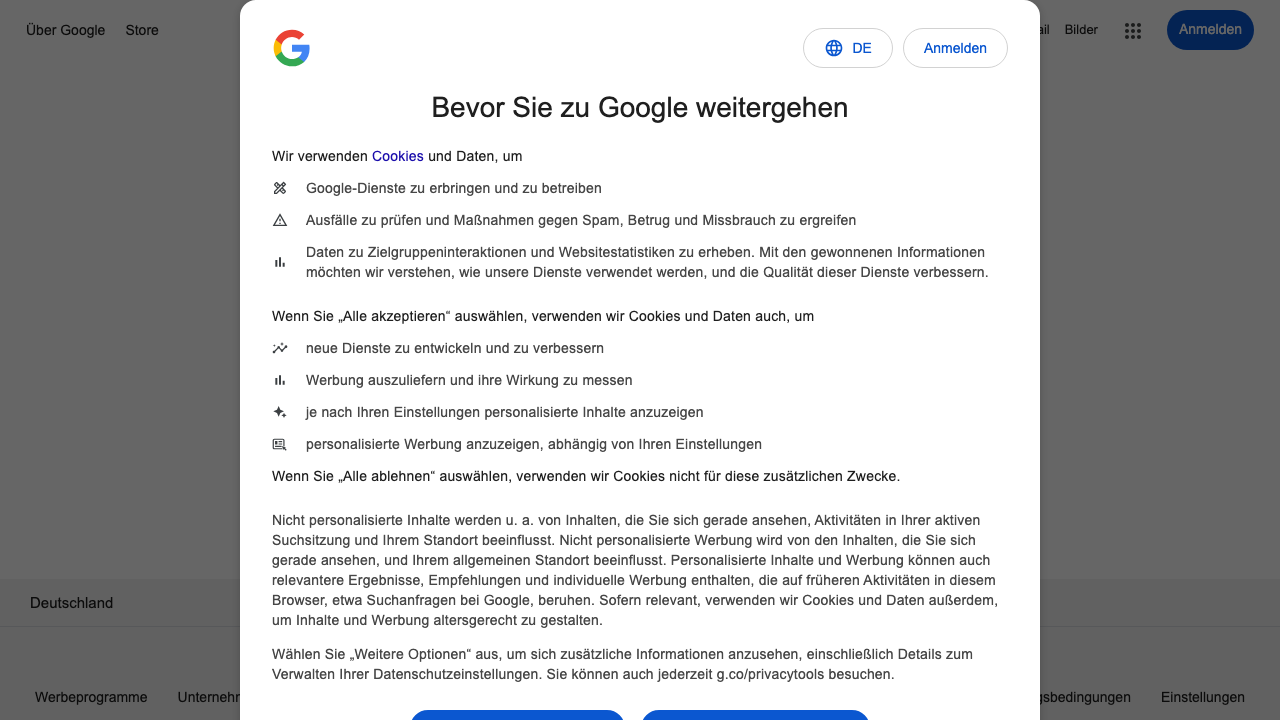 Über Google Store Bilder Anmelden
DE Anmelden
Bevor Sie zu Google weitergehen
Wir verwenden Cookies und Daten, um
Google-Dienste zu erbringen und zu betreiben
Ausfälle zu prüfen und Maßnahmen gegen Spam, Betrug und Missbrauch zu ergreifen
Daten zu Zielgruppeninteraktionen und Websitestatistiken zu erheben. Mit den gewonnenen Informationen
möchten wir verstehen, wie unsere Dienste verwendet werden, und die Qualität dieser Dienste verbessern.
Wenn Sie „Alle akzeptieren“ auswählen, verwenden wir Cookies und Daten auch, um
neue Dienste zu entwickeln und zu verbessern
Werbung auszuliefern und ihre Wirkung zu messen
je nach Ihren Einstellungen personalisierte Inhalte anzuzeigen
personalisierte Werbung anzuzeigen, abhängig von Ihren Einstellungen
Wenn Sie „Alle ablehnen“ auswählen, verwenden wir Cookies nicht für diese zusätzlichen Zwecke.
Nicht personalisierte Inhalte werden u. a. von Inhalten, die Sie sich gerade ansehen, Aktivitäten in Ihrer aktiven
Suchsitzung und Ihrem Standort beeinflusst. Nicht personalisierte Werbung wird von den Inhalten, die Sie sich
gerade ansehen, und Ihrem allgemeinen Standort beeinflusst. Personalisierte Inhalte und Werbung können auch
relevantere Ergebnisse, Empfehlungen und individuelle Werbung enthalten, die auf früheren Aktivitäten in diesem
Browser, etwa Suchanfragen bei Google, beruhen. Sofern relevant, verwenden wir Cookies und Daten außerdem,
um Inhalte und Werbung altersgerecht zu gestalten.
Wählen Sie „Weitere Optionen“ aus, um sich zusätzliche Informationen anzusehen, einschließlich Details zum
Verwalten Ihrer Datenschutzeinstellungen. Sie können auch jederzeit g.co/privacytools besuchen.
Deutschland
Werbeprogramme Einstellungen